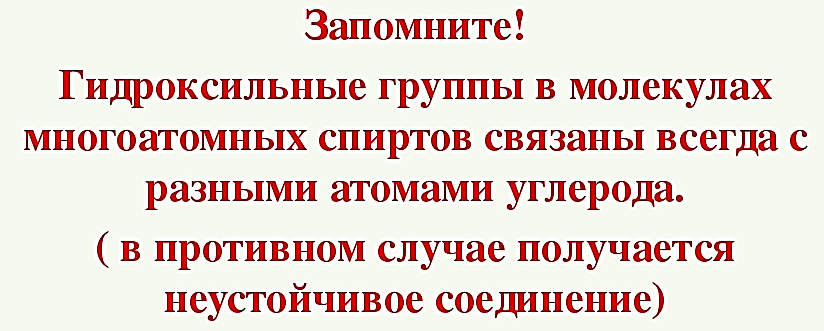 Запомните!
Гидроксильные группы в молекулах
многоатомных спиртов связаны всегда с
разными атомами углерода.
( в противном случае получается
неустойчивое соединение)